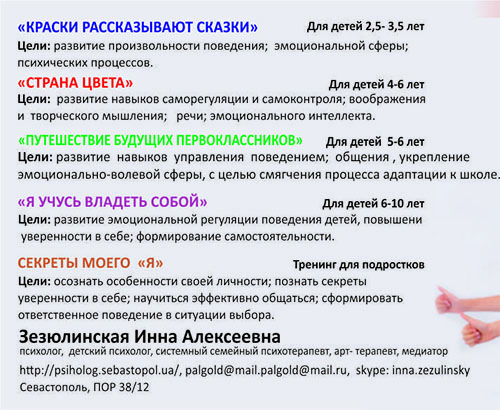 «КРАСКИ РАССКАЗЫВАЮТ СКАЗКИ» Для детей 2,5- 3,5 лет
Цели: развитие произвольности поведения; эмоциональной сферы;
психических процессов.
«СТРАНА ЦВЕТА» Для детей 4-6 лет
Цели: развитие навыков саморегуляции и самоконтроля; воображения
и творческого мышления; речи; эмоционального интеллекта.
«ПУТЕШЕСТВИЕ БУДУЩИХ ПЕРВОКЛАССНИКОВ» Для детей 5-6 лет
Цели: развитие навыков управления поведением; общения , укрепление
эмоционально-волевой сферы, с целью смягчения процесса адаптации к школе.
«Я УЧУСЬ ВЛАДЕТЬ СОБОЙ» Для детей 6-10 лет
Цели: развитие эмоциональной регуляции поведения детей, повышени
уверенности в себе; формирование самостоятельности.
СЕКРЕТЫ МОЕГО «Я» Тренинг для подростков
Цели: осознать особенности своей личности; познать секреты
уверенности в себе; научиться эффективно общаться; сформировать
ответственное поведение в ситуации выбора.
Зезюлинская Инна Алексеевна
психолог, детский психолог, системный семейный психотерапевт, арт- терапевт, медиатор
http://psiholog.sebastopol.ua/, palgold@mail.palgold@mail.ru, skype: inna.zezulinsky
Севастополь, ПОР 38/12